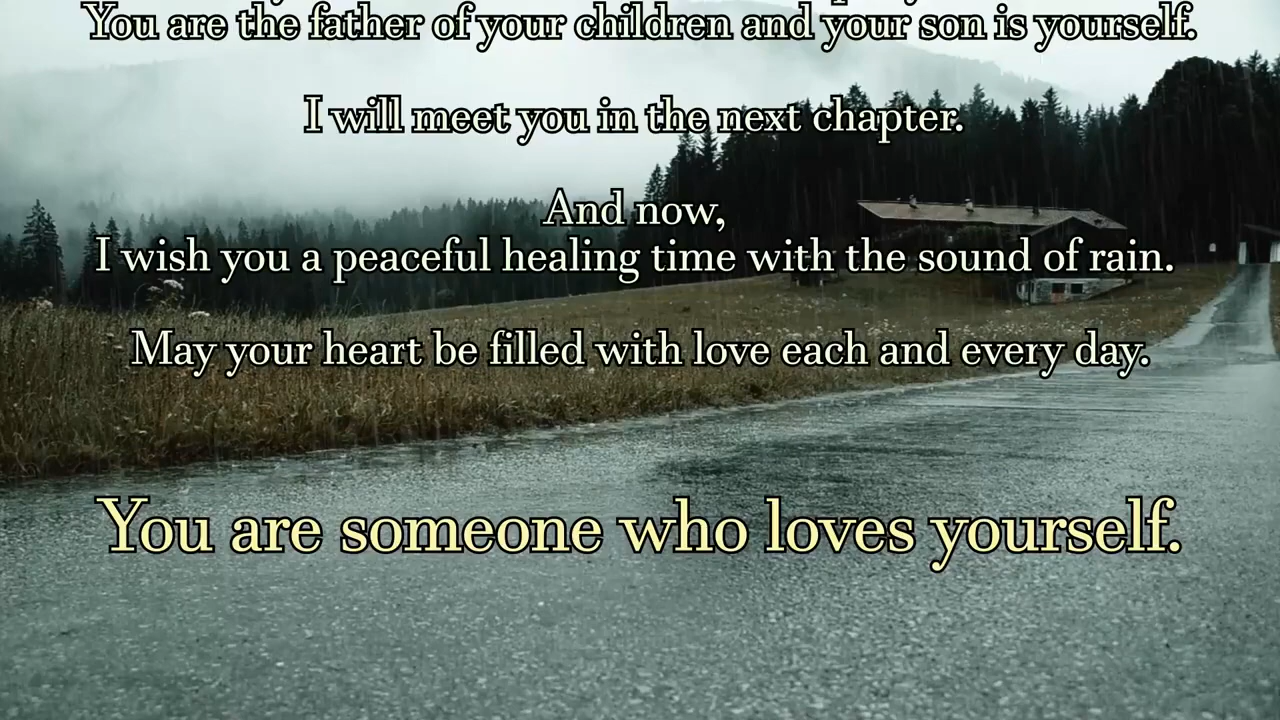 You are the father of your children and your son is yourself.
I will meet you in the next chapter.
And now,
I wish you a peaceful healing time with the sound of rain.
May your heart be filled with love each and every day.
You are someone who loves yourself.